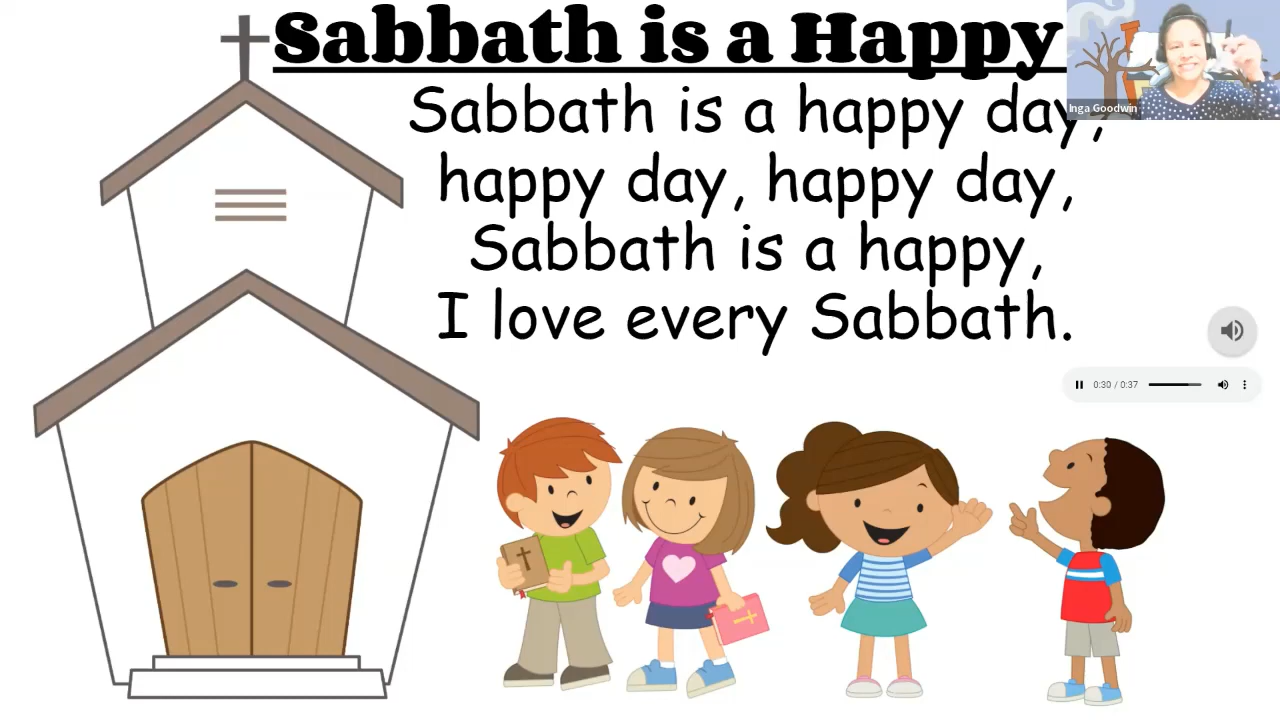 Sabbath is a Happy
Sabbath is a happy day,
happy day, happy day,
Sabbath is a happy,
I love every Sabbath.
Inga Goodwin
0:30 / 0:37